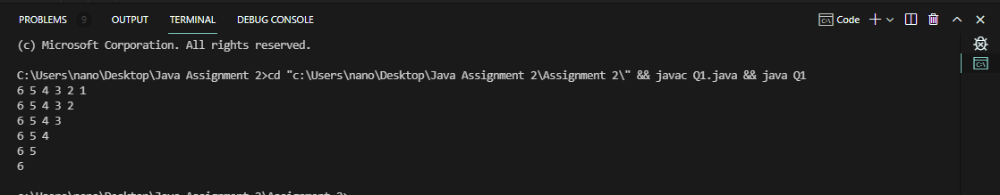 PROBLEMS 9 OUTPUT TERMINAL DEBUG CONSOLE Code
(c) Microsoft Corporation. All rights reserved.
C:\Users\nano\Desktop\Java Assignment 2>cd "c:\Users\nano\Desktop\Java Assignment 2\Assignment 2\" && javac Q1.java && java Q1
6 5 4 3 2 1
6 5 4 3 2
6 5 4 3
6 5 4
6 5
6
c:\Users\nano\Desktop\Java Assignment 2\Assignment 2>